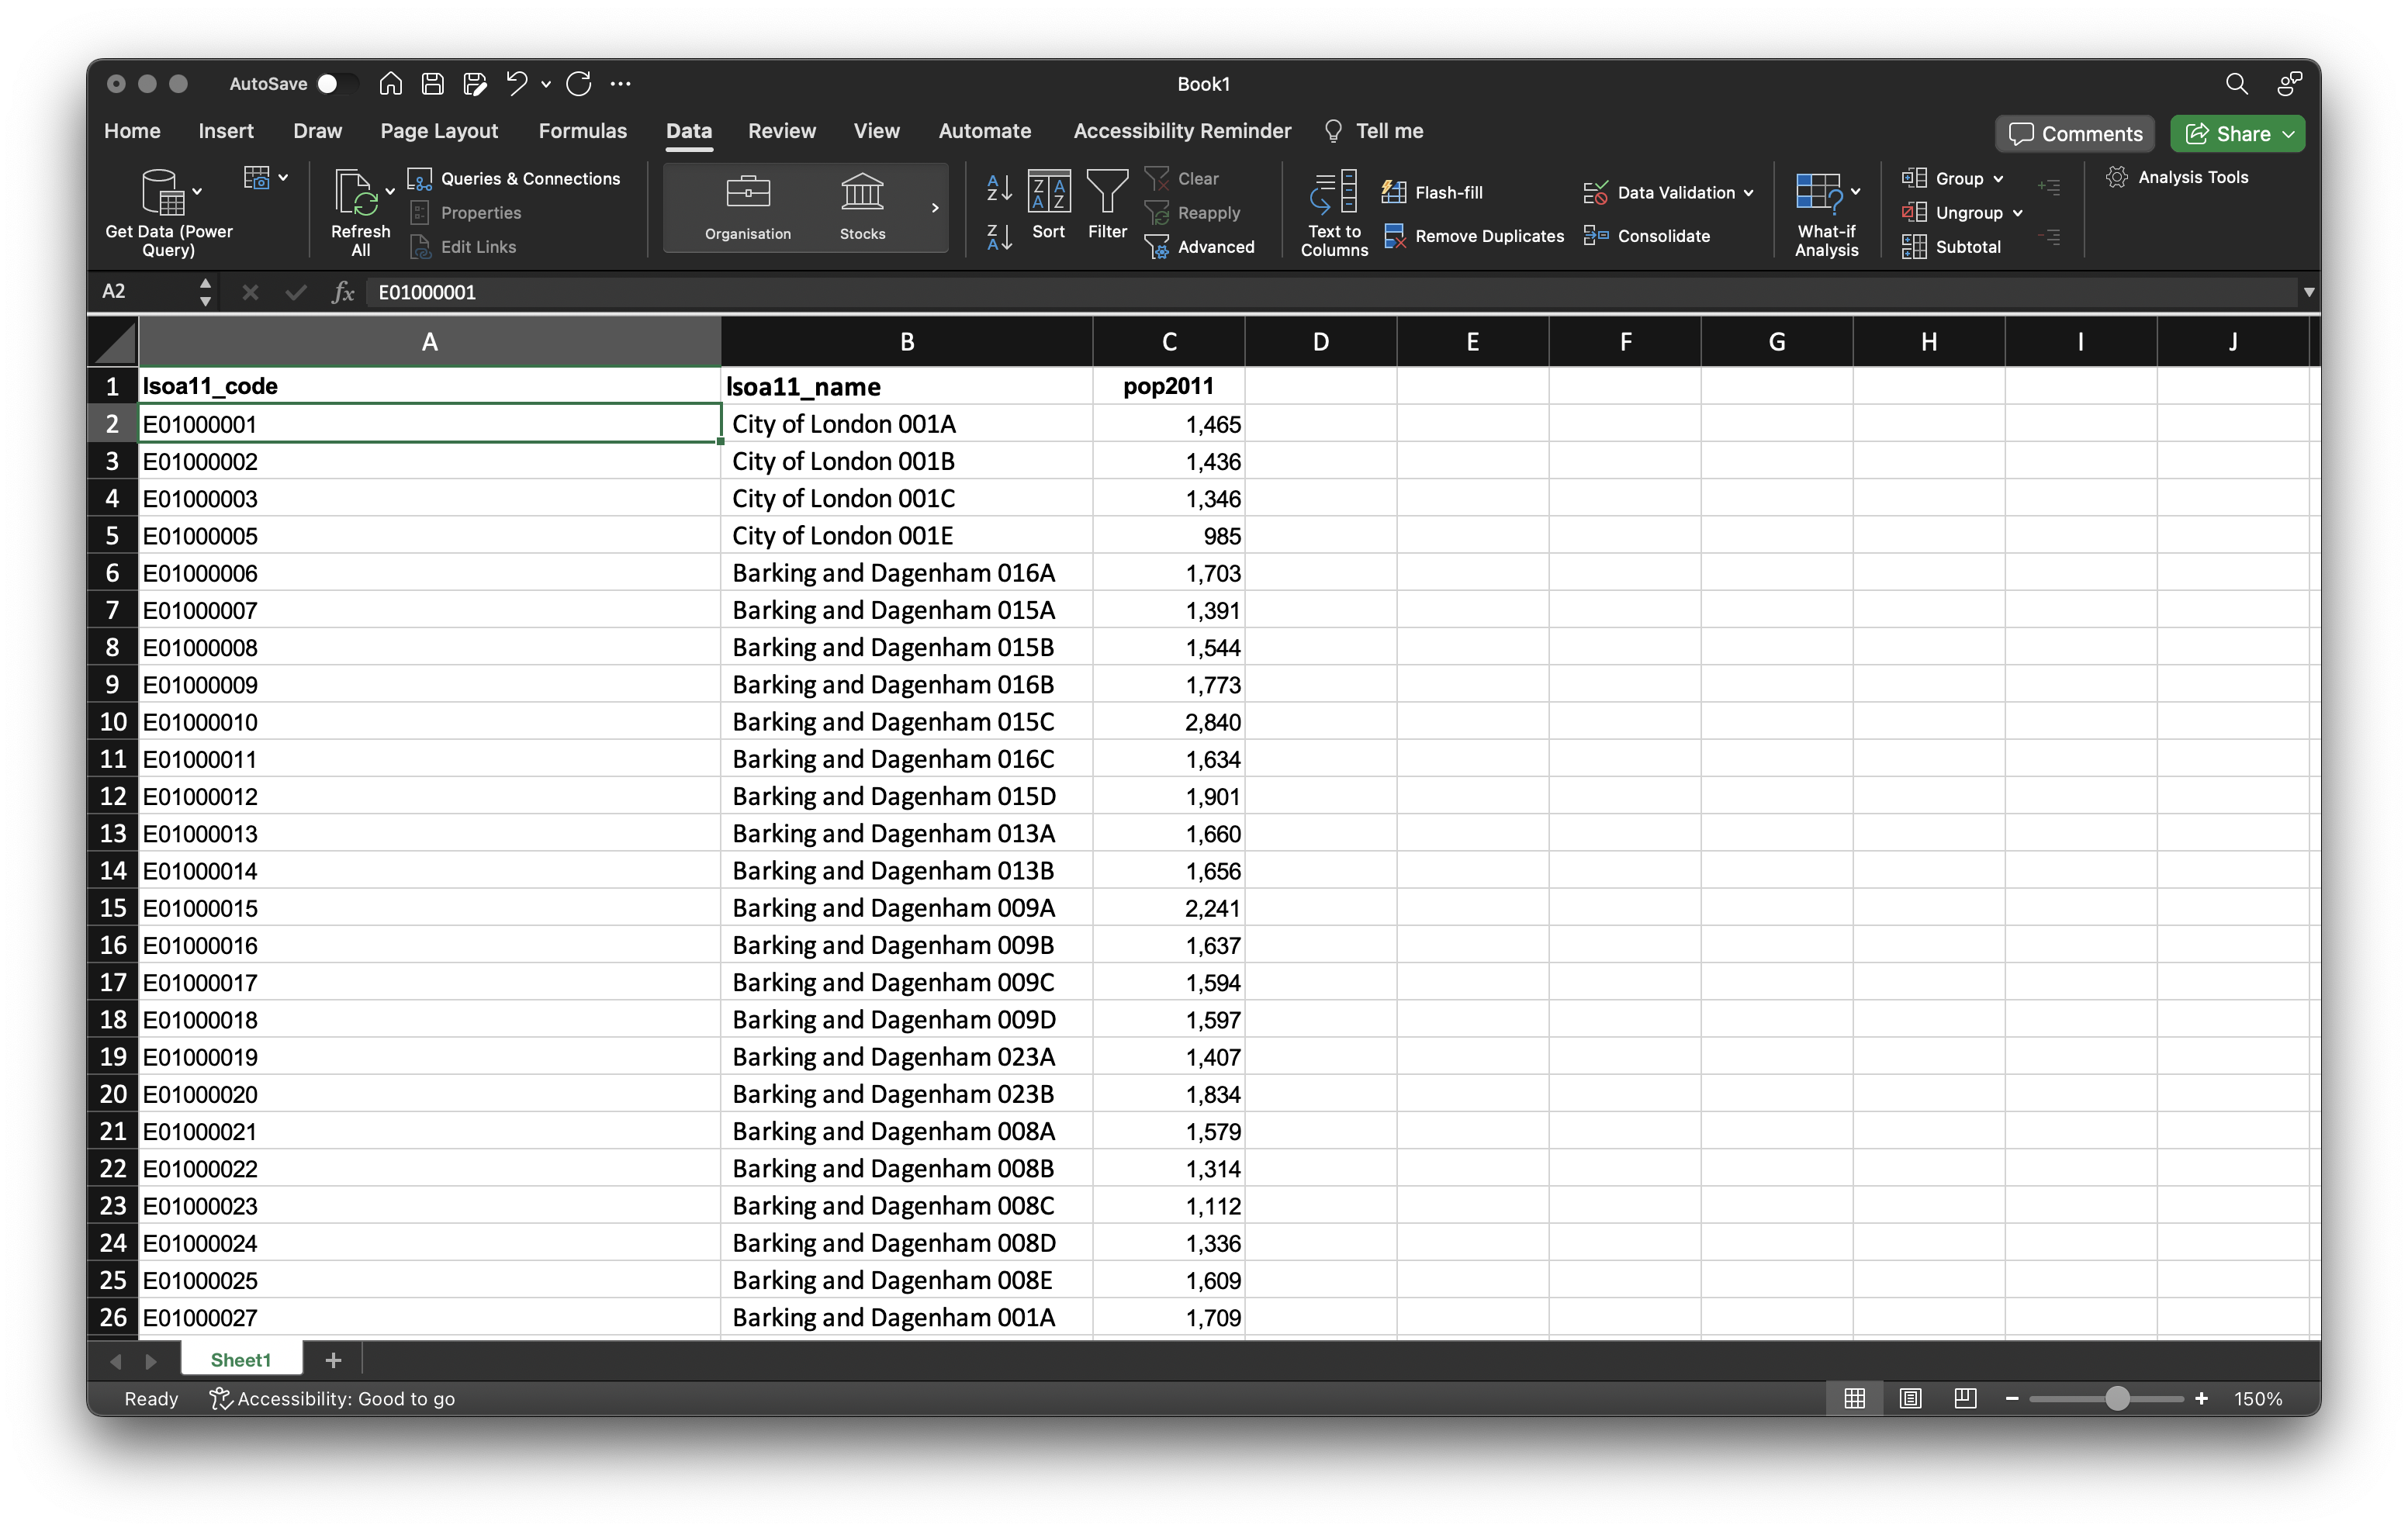 AutoSave Book1
Home Insert Draw Page Layout Formulas Data Review View Automate Accessibility Reminder Tell me Comments Share
Get Data (Power Query)
Refresh All
Queries & Connections
Properties
Edit Links
Organisation
Stocks
Sort
Filter
Clear
Reapply
Advanced
Text to Columns
Flash-fill
Remove Duplicates
Data Validation
Consolidate
What-if Analysis
Group
Ungroup
Subtotal
Analysis Tools
A2 fx E01000001
A B C D E F G H I J
1 lsoa11_code lsoa11_name pop2011
2 E01000001 City of London 001A 1,465
3 E01000002 City of London 001B 1,436
4 E01000003 City of London 001C 1,346
5 E01000005 City of London 001E 985
6 E01000006 Barking and Dagenham 016A 1,703
7 E01000007 Barking and Dagenham 015A 1,391
8 E01000008 Barking and Dagenham 015B 1,544
9 E01000009 Barking and Dagenham 016B 1,773
10 E01000010 Barking and Dagenham 015C 2,840
11 E01000011 Barking and Dagenham 016C 1,634
12 E01000012 Barking and Dagenham 015D 1,901
13 E01000013 Barking and Dagenham 013A 1,660
14 E01000014 Barking and Dagenham 013B 1,656
15 E01000015 Barking and Dagenham 009A 2,241
16 E01000016 Barking and Dagenham 009B 1,637
17 E01000017 Barking and Dagenham 009C 1,594
18 E01000018 Barking and Dagenham 009D 1,597
19 E01000019 Barking and Dagenham 023A 1,407
20 E01000020 Barking and Dagenham 023B 1,834
21 E01000021 Barking and Dagenham 008A 1,579
22 E01000022 Barking and Dagenham 008B 1,314
23 E01000023 Barking and Dagenham 008C 1,112
24 E01000024 Barking and Dagenham 008D 1,336
25 E01000025 Barking and Dagenham 008E 1,609
26 E01000027 Barking and Dagenham 001A 1,709
Sheet1
Ready Accessibility: Good to go 150%